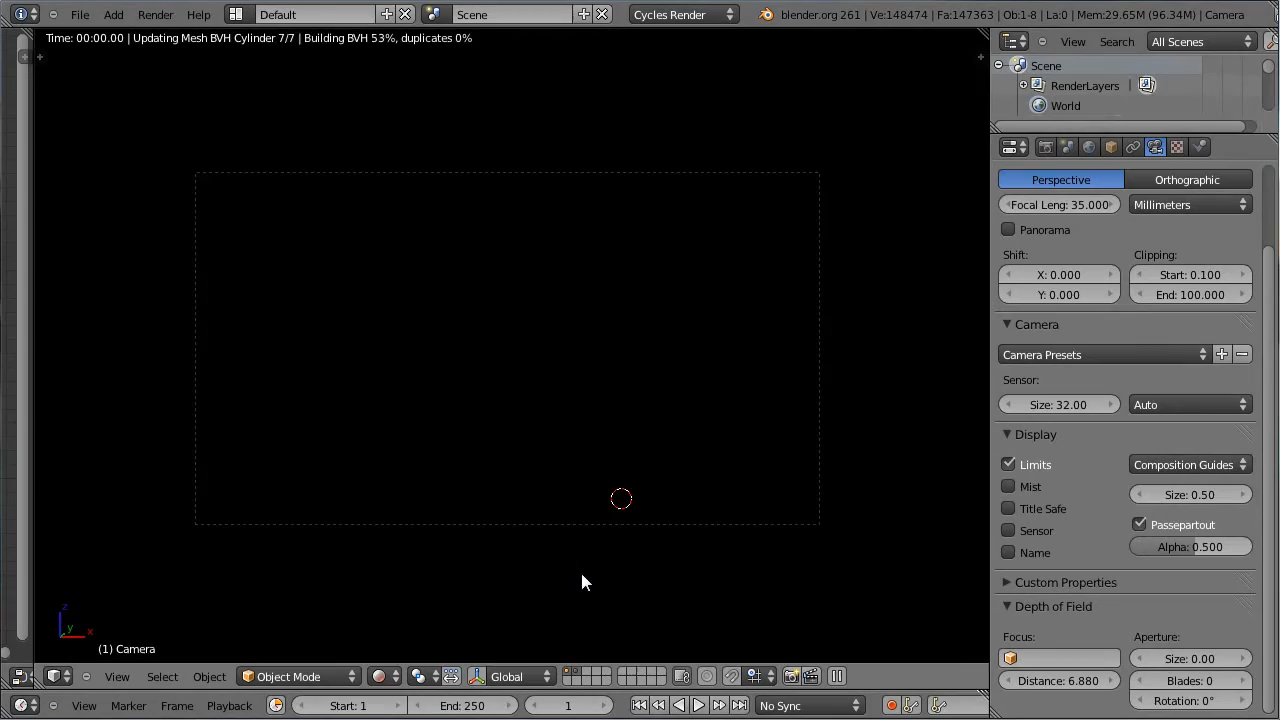 File Add Render Help Default Scene Cycles Render blender.org 261 | Ve:148474 | Fa:147363 | Ob:1-8 | La:0 | Mem:29.65M (96.34M) | Camera
Time: 00:00.00 | Updating Mesh BVH Cylinder 7/7 | Building BVH 53%, duplicates 0%
View Search All Scenes
Scene
RenderLayers |
World
Perspective Orthographic
Focal Len: 35.000 Millimeters
Panorama
Shift: Clipping:
X: 0.000 Start: 0.100
Y: 0.000 End: 100.000
Camera
Camera Presets
Sensor:
Size: 32.00 Auto
Display
Limits Composition Guides
Mist Size: 0.50
Title Safe
Sensor Passepartout
Name Alpha: 0.500
Custom Properties
Depth of Field
Focus: Aperture:
Size: 0.00
Distance: 6.880 Blades: 0
Rotation: 0°
z
y x
(1) Camera
View Select Object Object Mode Global
View Marker Frame Playback Start: 1 End: 250 1 No Sync